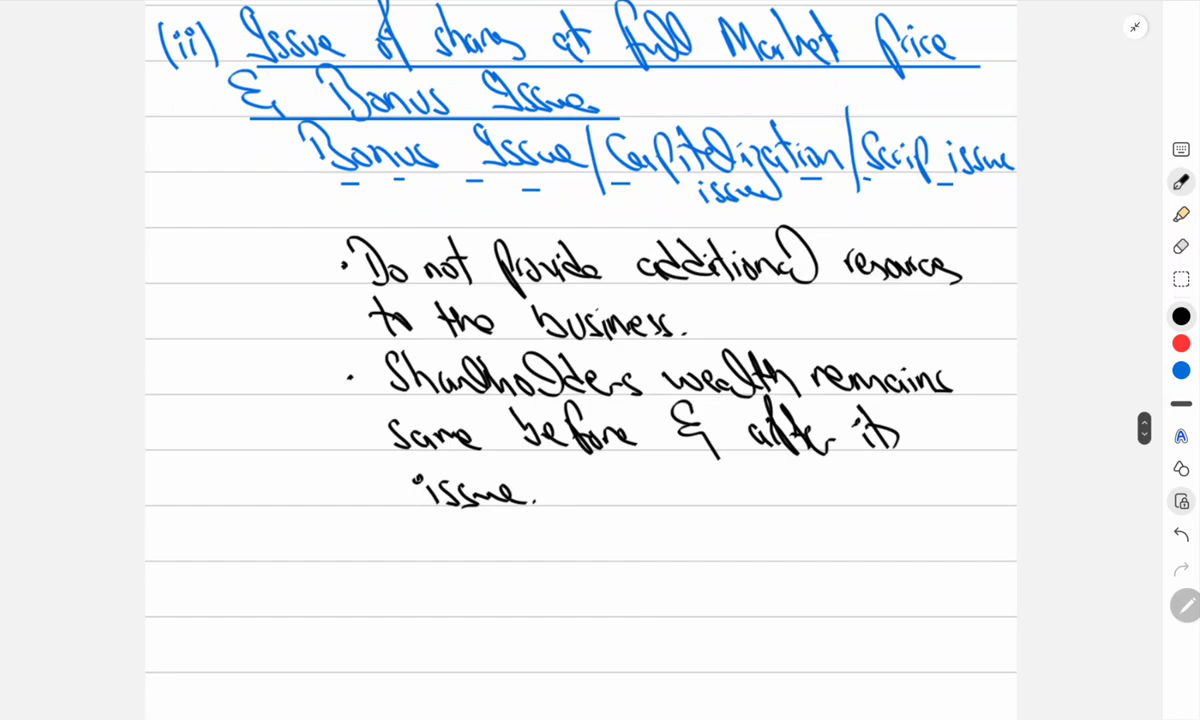 (ii) Issue of shares at full Market price
& Bonus Issue
Bonus Issue/Capitalization/Scrip issue
issue
• Do not provide additional resources
to the business.
• Shareholders wealth remains
same before & after its
issue.
A